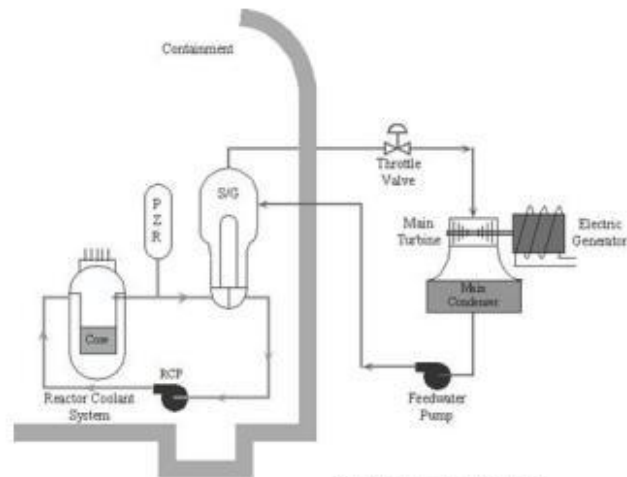 Containment
Throttle
Valve
S/G
P
Z
R
Main
Turbine
Electric
Generator
Main
Condenser
Core
RCP
Reactor Coolant
System
Feedwater
Pump